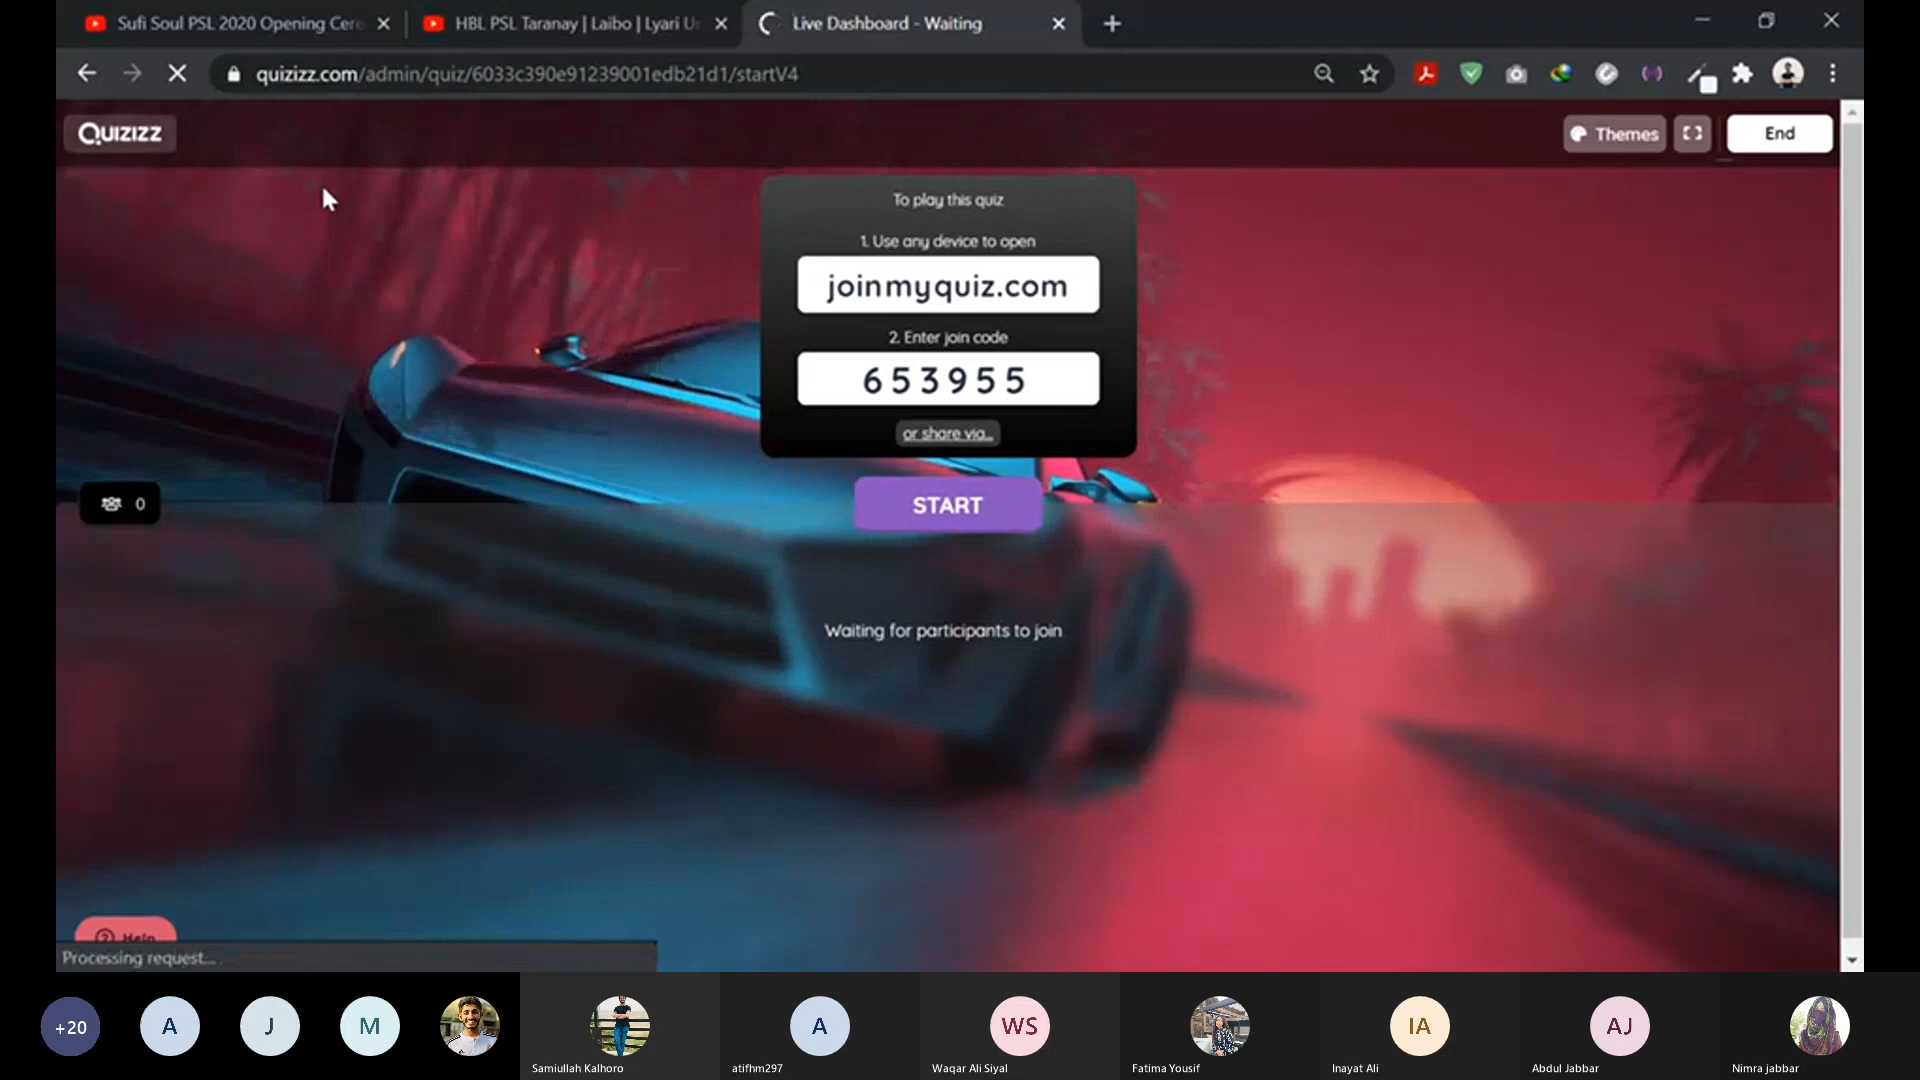 Sufi Soul PSL 2020 Opening Cere
HBL PSL Taranay | Laibo | Lyari U
Live Dashboard - Waiting
quizizz.com/admin/quiz/6033c390e91239001edb21d1/startV4
Quizizz
Themes
End
To play this quiz
1. Use any device to open
joinmyquiz.com
2. Enter join code
653955
or share via...
0
START
Waiting for participants to join
Help
Processing request...
+20
A
J
M
A
WS
IA
AJ
Samiullah Kalhoro
atifhm297
Waqar Ali Siyal
Fatima Yousif
Inayat Ali
Abdul Jabbar
Nimra jabbar